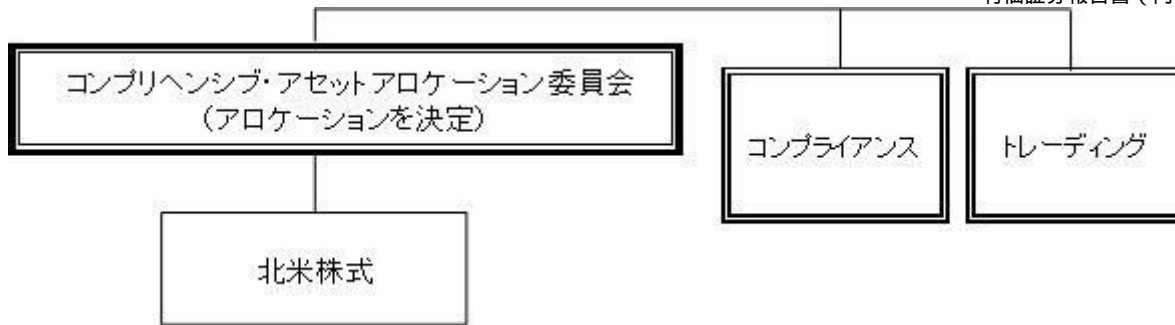 コンプリヘンシブ・アセットアロケーション委員会
(アロケーションを決定)
コンプライアンス
トレーディング
北米株式